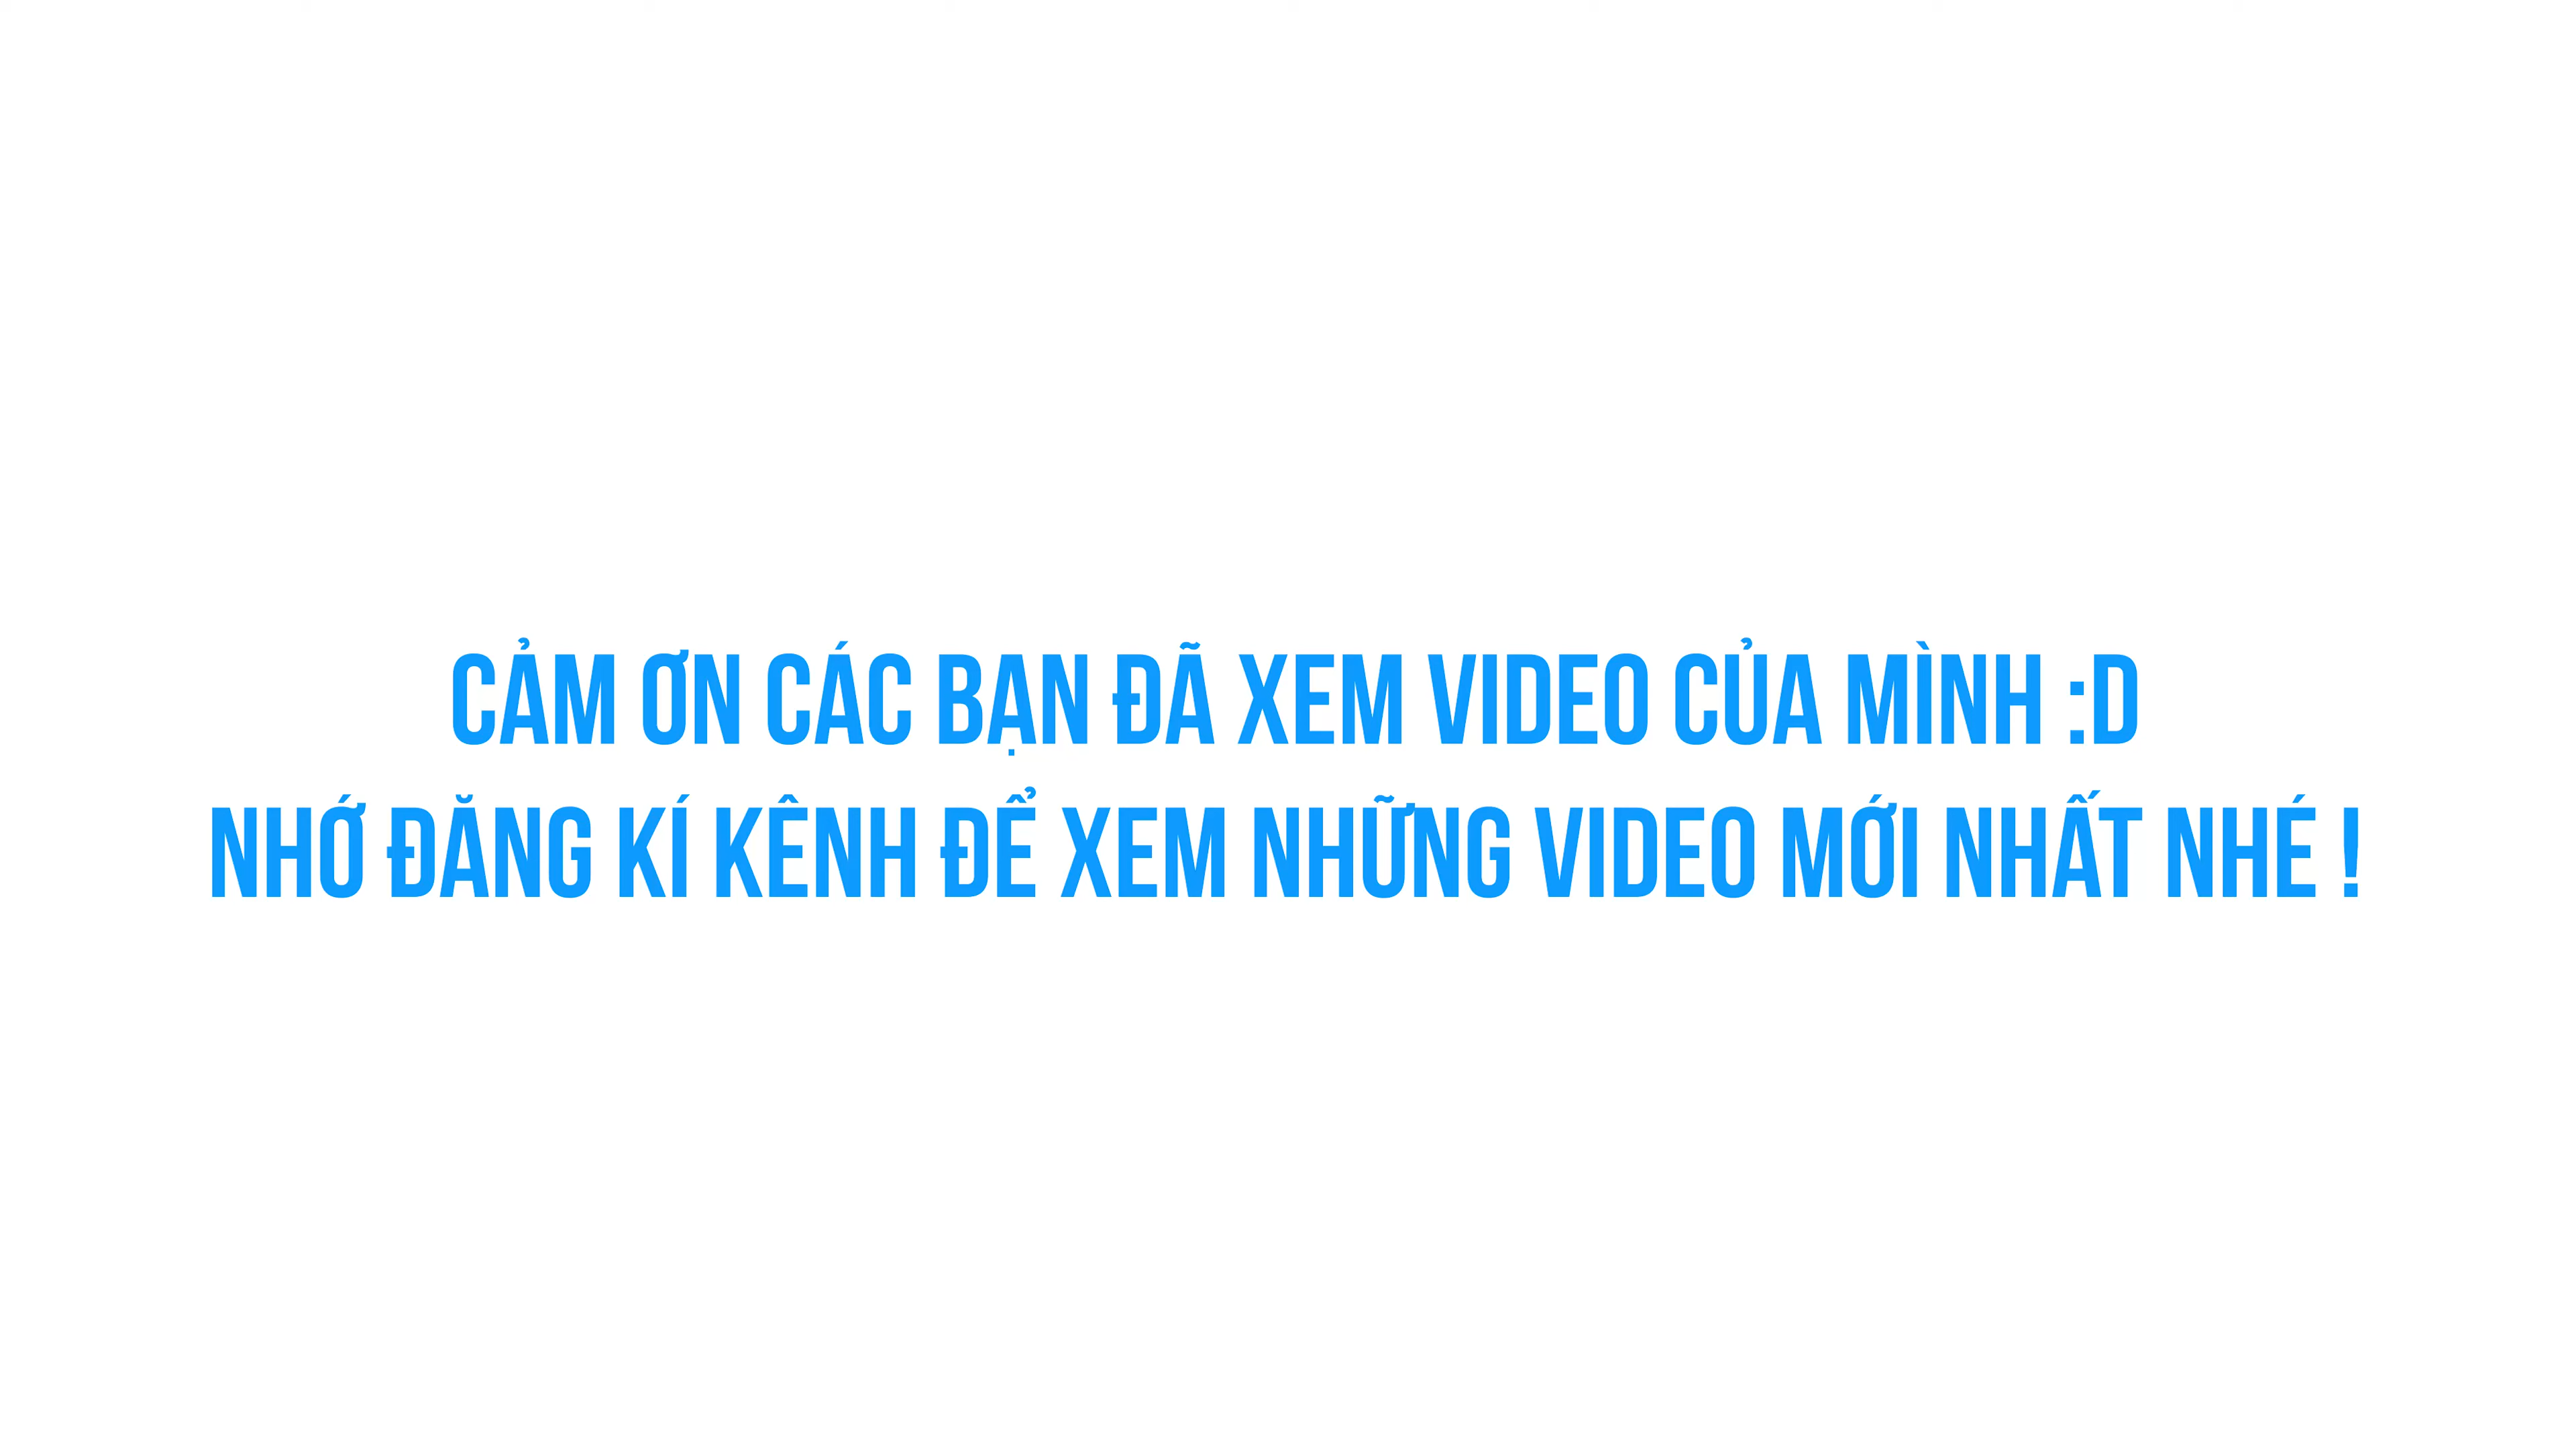 CẢM ƠN CÁC BẠN ĐÃ XEM VIDEO CỦA MÌNH :D
NHỚ ĐĂNG KÍ KÊNH ĐỂ XEM NHỮNG VIDEO MỚI NHẤT NHÉ !